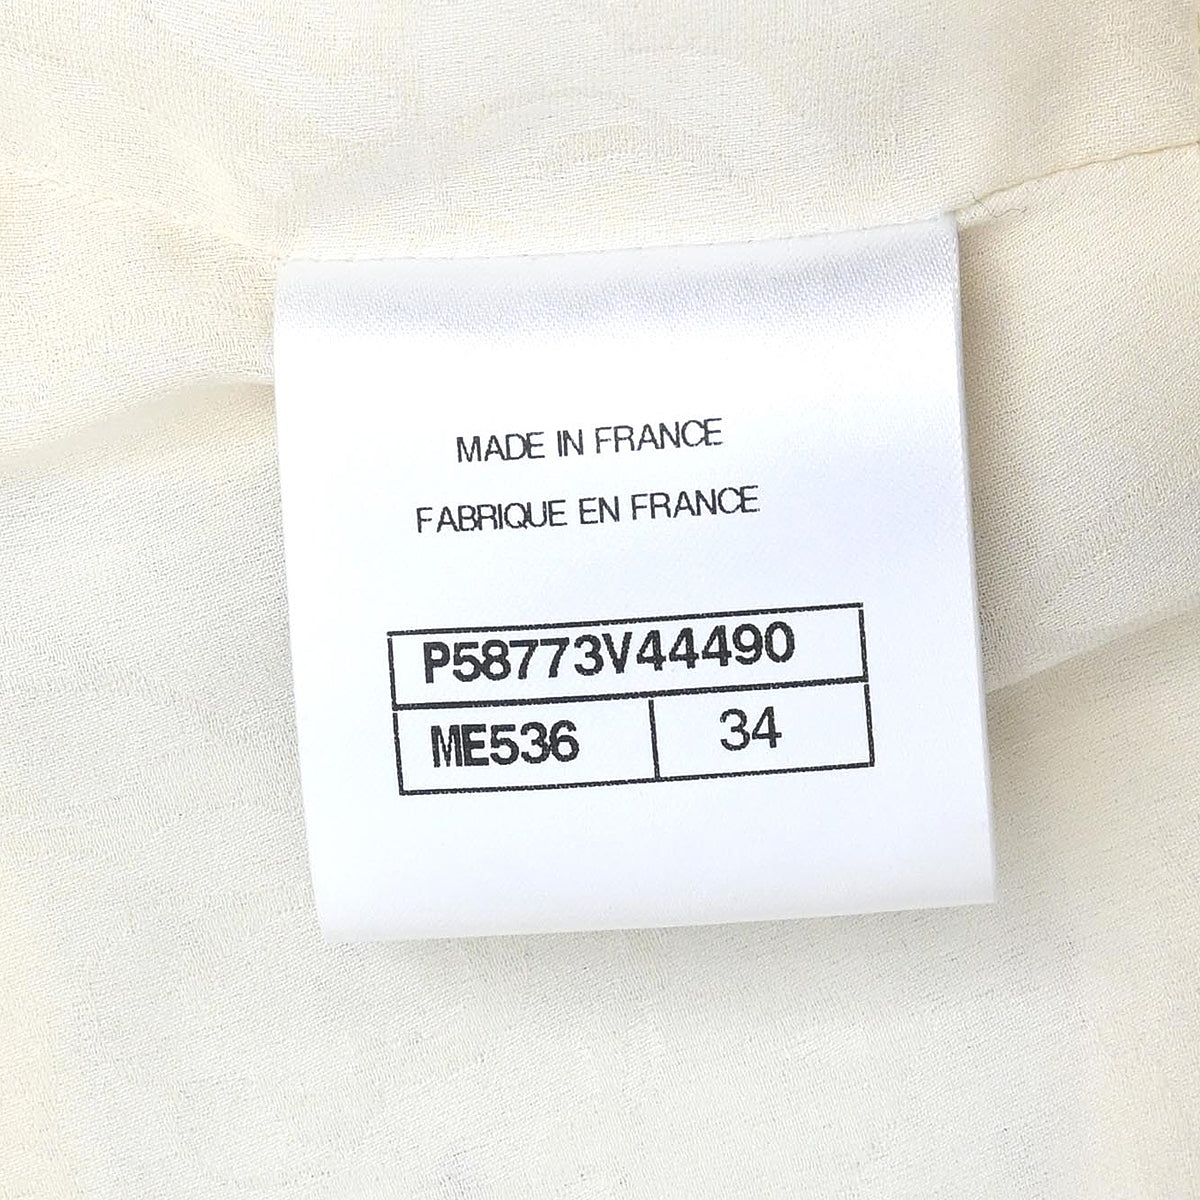 MADE IN FRANCE
FABRIQUE EN FRANCE
P58773V44490
ME536 34